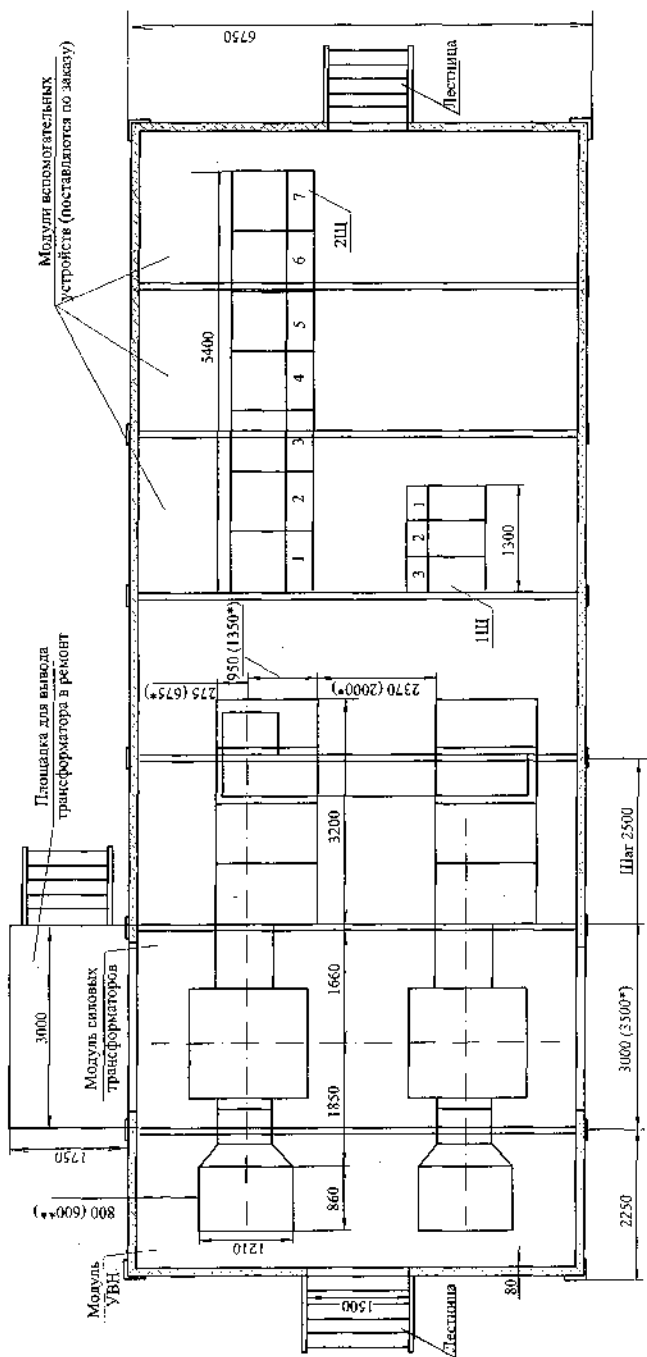 Модуль
УВН
800 (600**)
1750
3000
Площадка для вывода
трансформатора в ремонт
Модуль силовых
трансформаторов
Модули вспомогательных
устройств (поставляются по заказу)
6750
Лестница
1500
Лестница
1210
860
1850
1660
3200
275 (675*)
950 (1350*)
2370 (2000*)
5400
1
2
3
4
5
6
7
2Щ
3
2
1
1300
1Щ
80
2250
3000 (3500*)
Шаг 2500